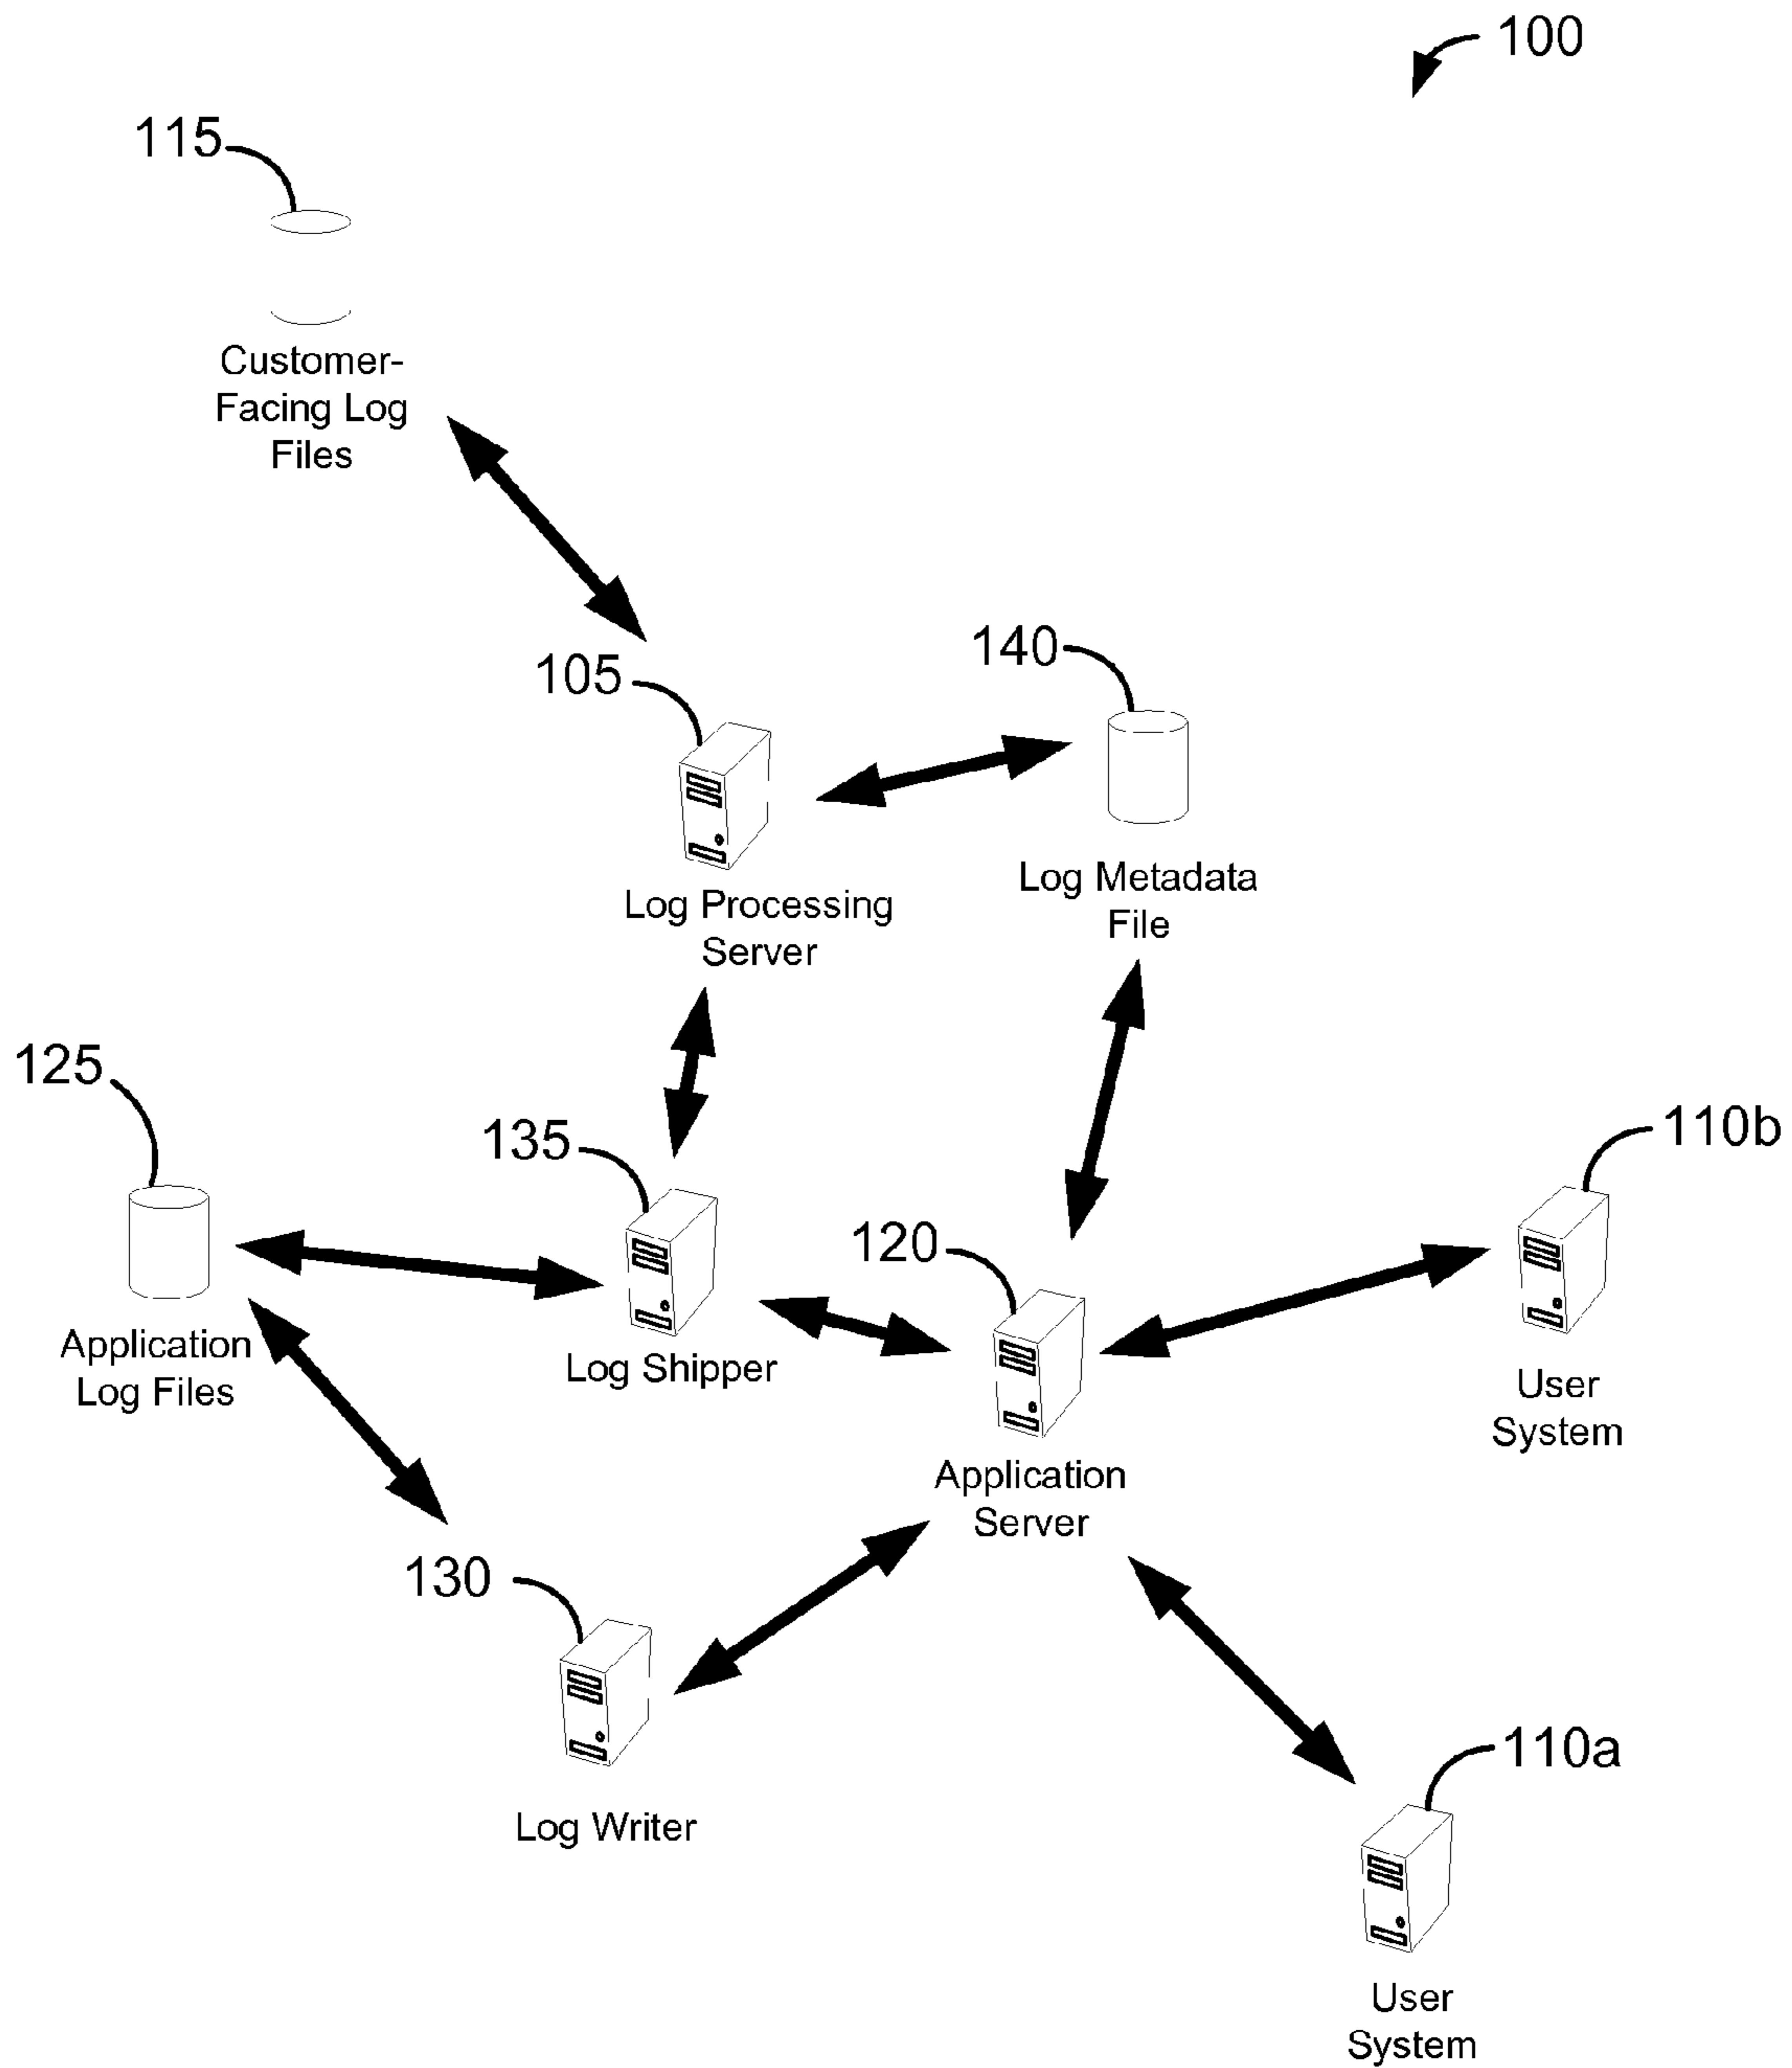 100
115
Customer-
Facing Log
Files
105
140
Log Processing
Server
Log Metadata
File
125
135
120
110b
Application
Log Files
Log Shipper
Application
Server
User
System
130
Log Writer
110a
User
System